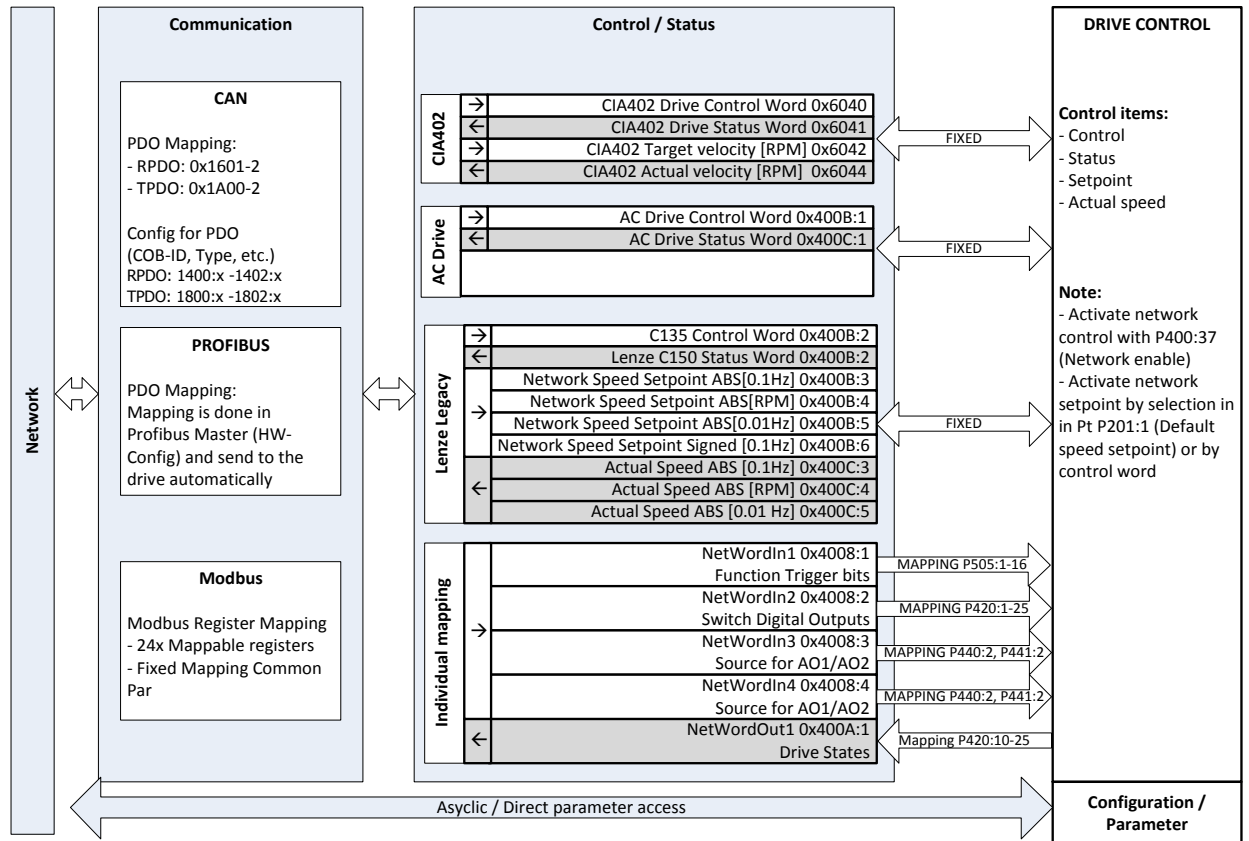 Network
Communication
CAN
PDO Mapping:
- RPDO: 0x1601-2
- TPDO: 0x1A00-2
Config for PDO
(COB-ID, Type, etc.)
RPDO: 1400:x -1402:x
TPDO: 1800:x -1802:x
PROFIBUS
PDO Mapping:
Mapping is done in
Profibus Master (HW-
Config) and send to the
drive automatically
Modbus
Modbus Register Mapping
- 24x Mappable registers
- Fixed Mapping Common
Par
Control / Status
CIA402
→ CIA402 Drive Control Word 0x6040
← CIA402 Drive Status Word 0x6041
→ CIA402 Target velocity [RPM] 0x6042
← CIA402 Actual velocity [RPM] 0x6044
FIXED
AC Drive
→ AC Drive Control Word 0x400B:1
← AC Drive Status Word 0x400C:1
FIXED
Lenze Legacy
→ C135 Control Word 0x400B:2
← Lenze C150 Status Word 0x400B:2
→
Network Speed Setpoint ABS[0.1Hz] 0x400B:3
Network Speed Setpoint ABS[RPM] 0x400B:4
Network Speed Setpoint ABS[0.01Hz] 0x400B:5
Network Speed Setpoint Signed [0.1Hz] 0x400B:6
←
Actual Speed ABS [0.1Hz] 0x400C:3
Actual Speed ABS [RPM] 0x400C:4
Actual Speed ABS [0.01 Hz] 0x400C:5
FIXED
Individual mapping
→
NetWordIn1 0x4008:1
Function Trigger bits
MAPPING P505:1-16
NetWordIn2 0x4008:2
Switch Digital Outputs
MAPPING P420:1-25
NetWordIn3 0x4008:3
Source for AO1/AO2
MAPPING P440:2, P441:2
NetWordIn4 0x4008:4
Source for AO1/AO2
MAPPING P440:2, P441:2
←
NetWordOut1 0x400A:1
Drive States
Mapping P420:10-25
DRIVE CONTROL
Control items:
- Control
- Status
- Setpoint
- Actual speed
Note:
- Activate network
control with P400:37
(Network enable)
- Activate network
setpoint by selection in
in Pt P201:1 (Default
speed setpoint) or by
control word
Asyclic / Direct parameter access
Configuration /
Parameter